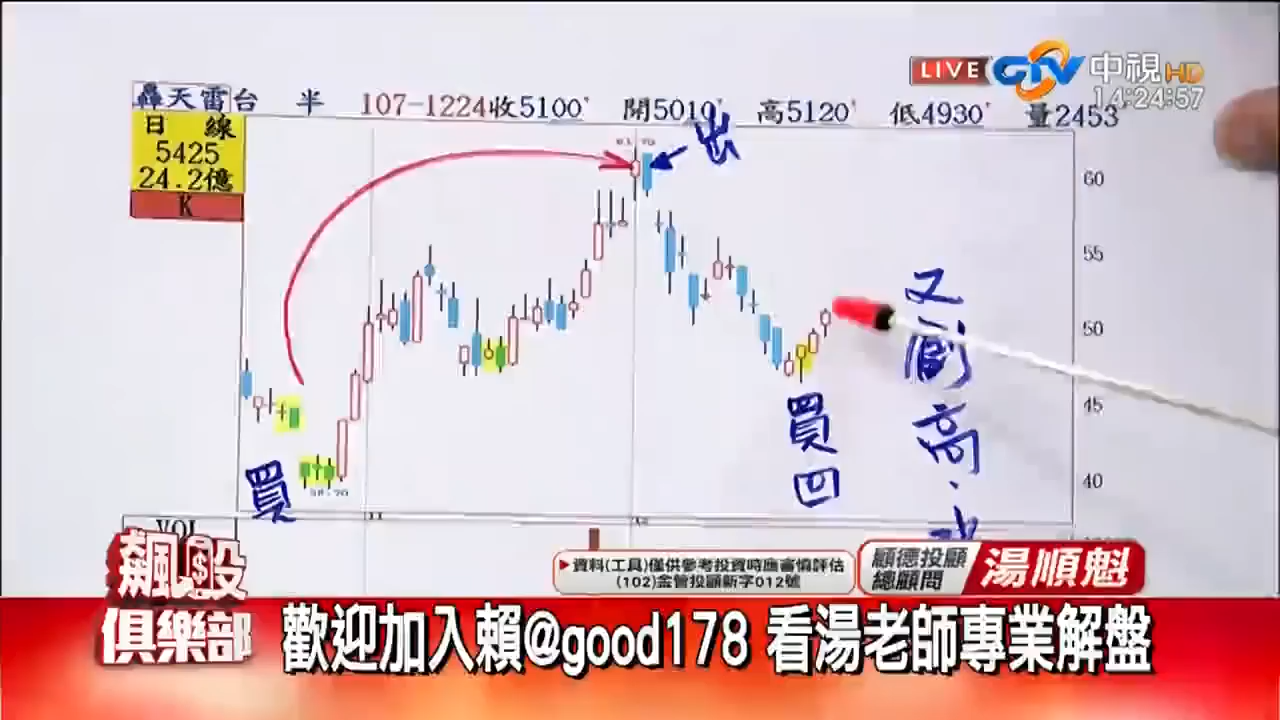 LIVE GTV 中視HD
14:24:57
轟天雷台 半 107-1224收5100' 開5010' 高5120' 低4930' 量2453
日 線
5425
24.2億
K
出
60
55
50
45
40
又創高.
買
買回
38.70
11
12
VOL
飆股
俱樂部
▶資料(工具)僅供參考投資時應審慎評估
(102)金管投顧新字012號
顧德投顧
總顧問
湯順魁
歡迎加入賴@good178 看湯老師專業解盤